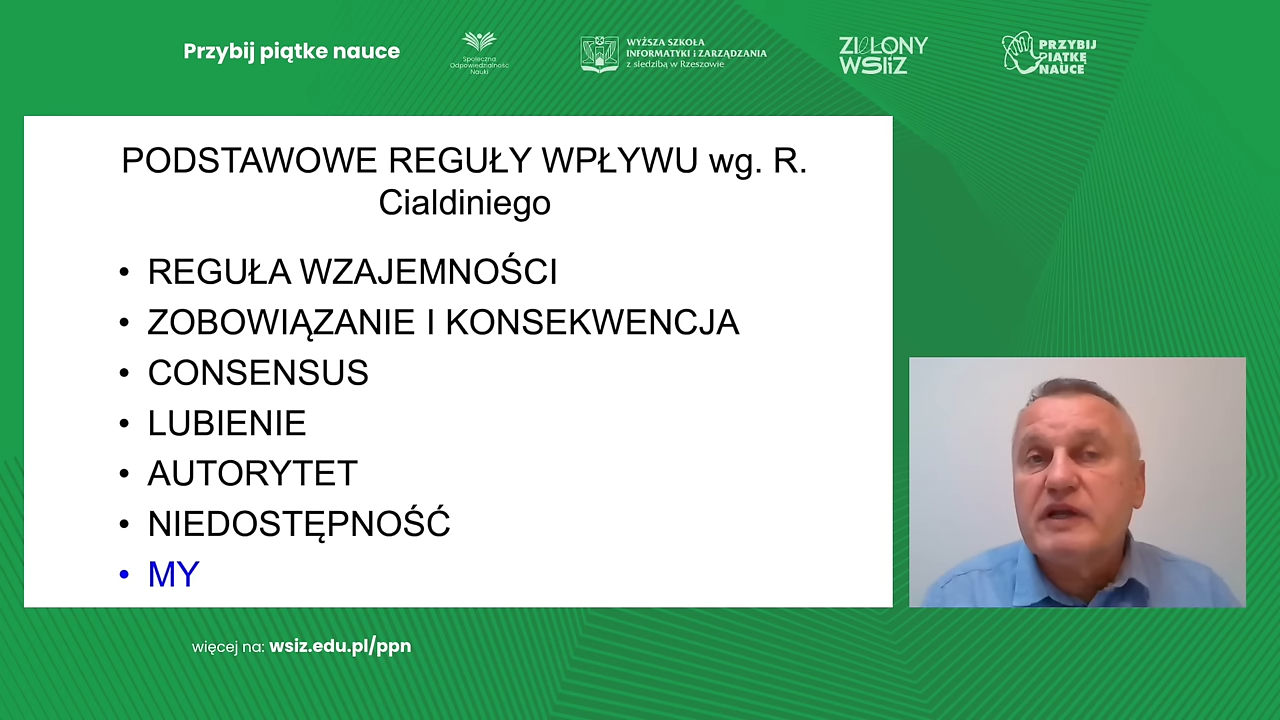 Przybij piątke nauce
Społeczna
Odpowiedzialność
Nauki
WYŻSZA SZKOŁA
INFORMATYKI i ZARZĄDZANIA
z siedzibą w Rzeszowie
ZIELONY
WSIiZ
PRZYBIJ
PIĄTKĘ
NAUCE
PODSTAWOWE REGUŁY WPŁYWU wg. R.
Cialdiniego
• REGUŁA WZAJEMNOŚCI
• ZOBOWIĄZANIE I KONSEKWENCJA
• CONSENSUS
• LUBIENIE
• AUTORYTET
• NIEDOSTĘPNOŚĆ
• MY
więcej na: wsiz.edu.pl/ppn